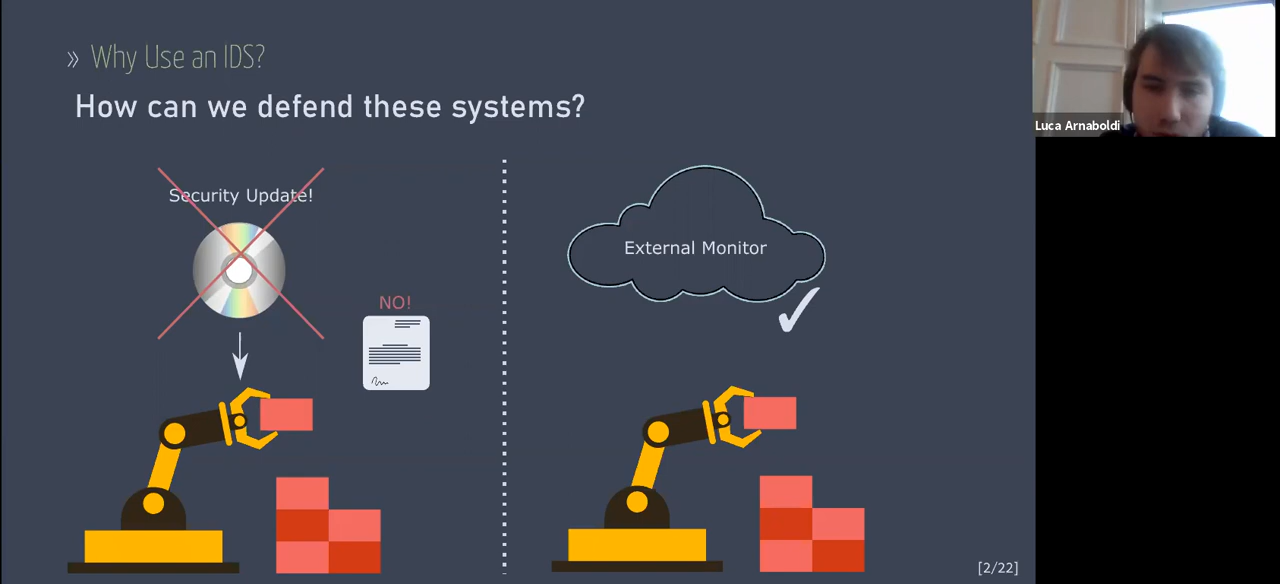 » Why Use an IDS?
How can we defend these systems?
Luca Arnaboldi
Security Update!
NO!
External Monitor
[2/22]